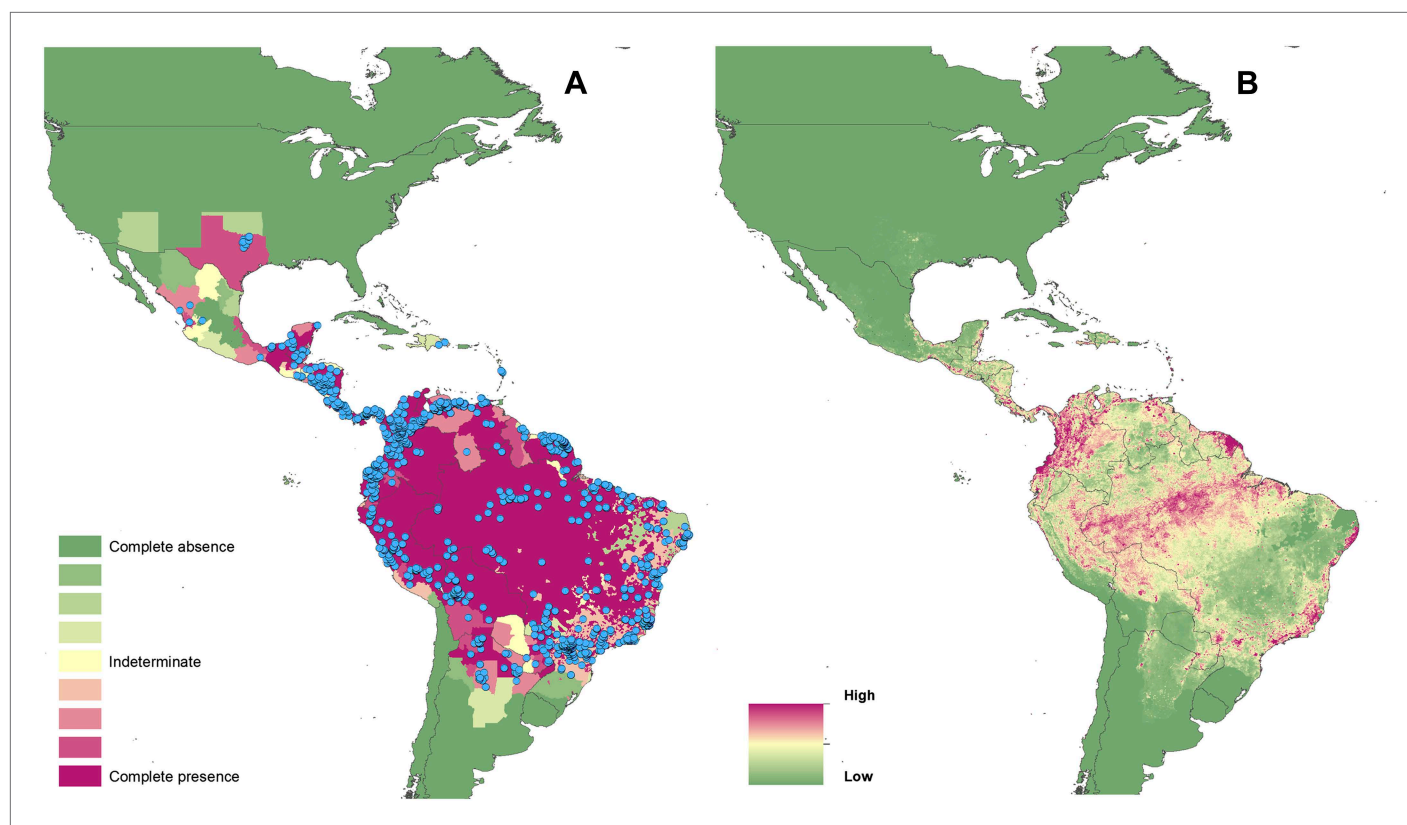 A
B
Complete absence
Indeterminate
Complete presence
High
Low